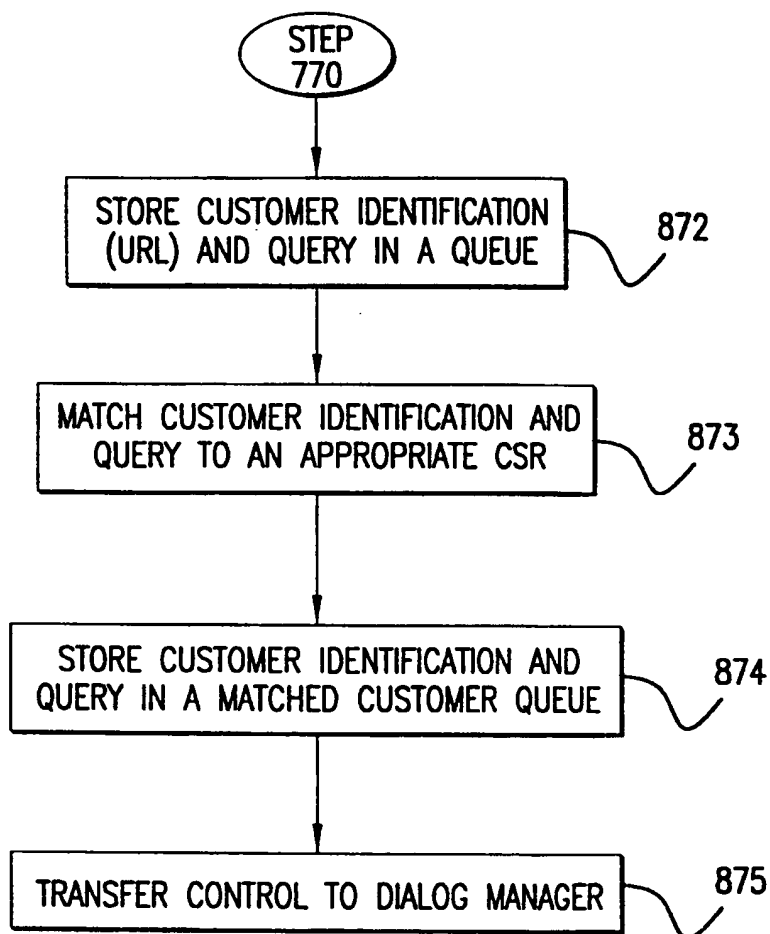 STEP
770
STORE CUSTOMER IDENTIFICATION
(URL) AND QUERY IN A QUEUE
872
MATCH CUSTOMER IDENTIFICATION AND
QUERY TO AN APPROPRIATE CSR
873
STORE CUSTOMER IDENTIFICATION AND
QUERY IN A MATCHED CUSTOMER QUEUE
874
TRANSFER CONTROL TO DIALOG MANAGER
875